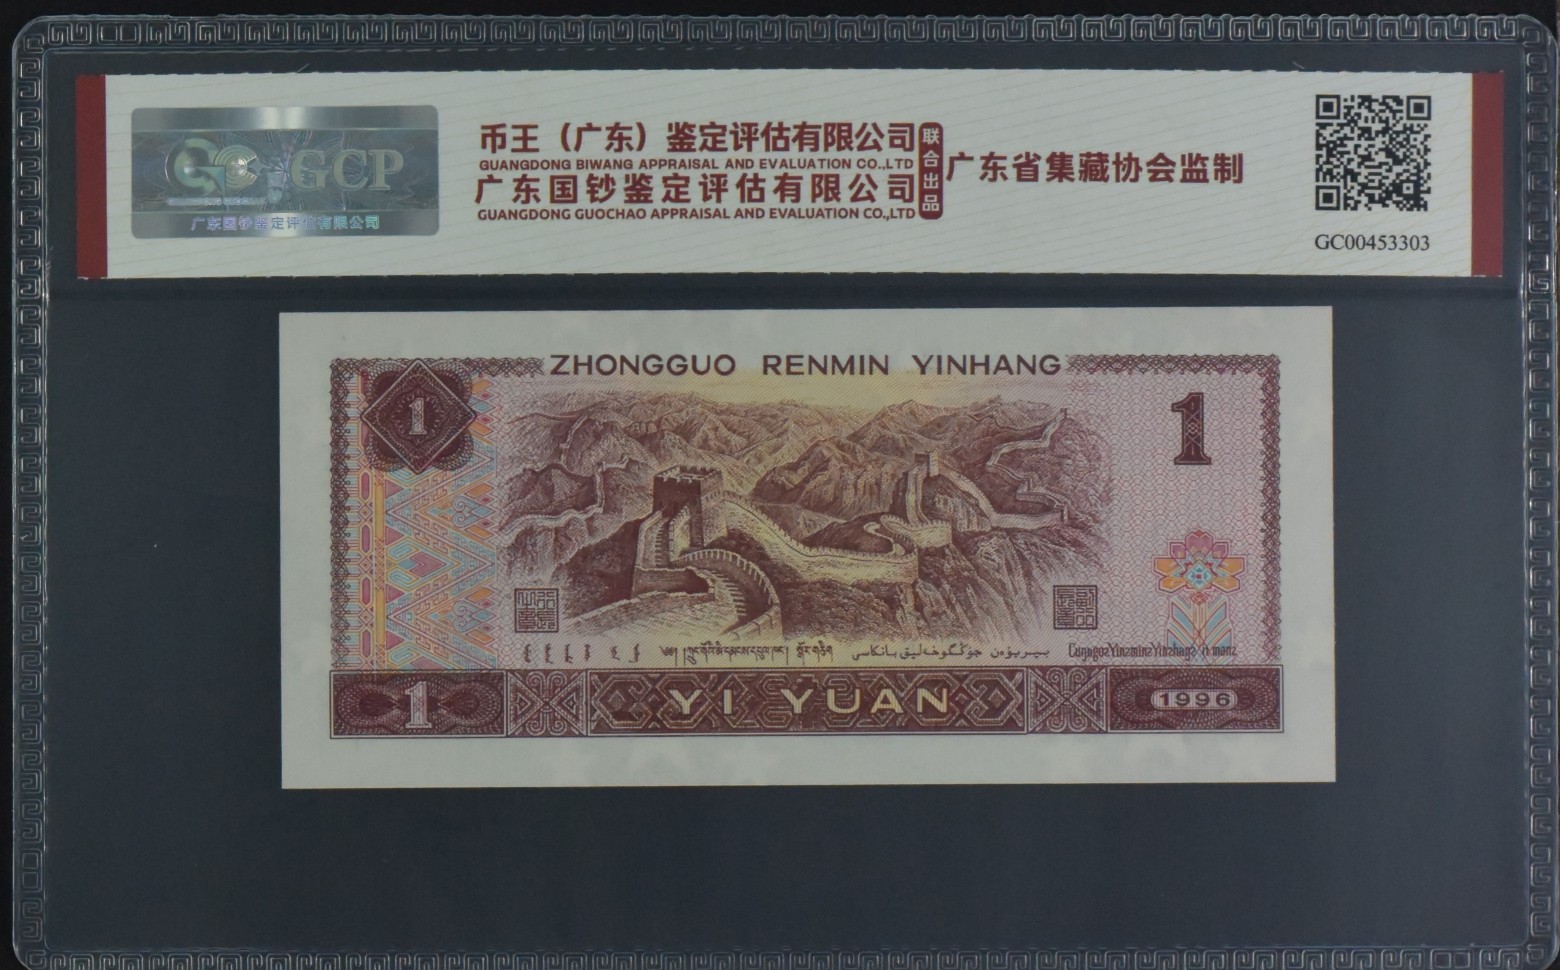 币王（广东）鉴定评估有限公司
GUANGDONG BIWANG APPRAISAL AND EVALUATION CO.,LTD
广东国钞鉴定评估有限公司
GUANGDONG GUOCHAO APPRAISAL AND EVALUATION CO.,LTD
联合出品
广东省集藏协会监制
GCP
广东国钞鉴定评估有限公司
GC00453303
ZHONGGUO RENMIN YINHANG
1
1
1
YI YUAN
1996